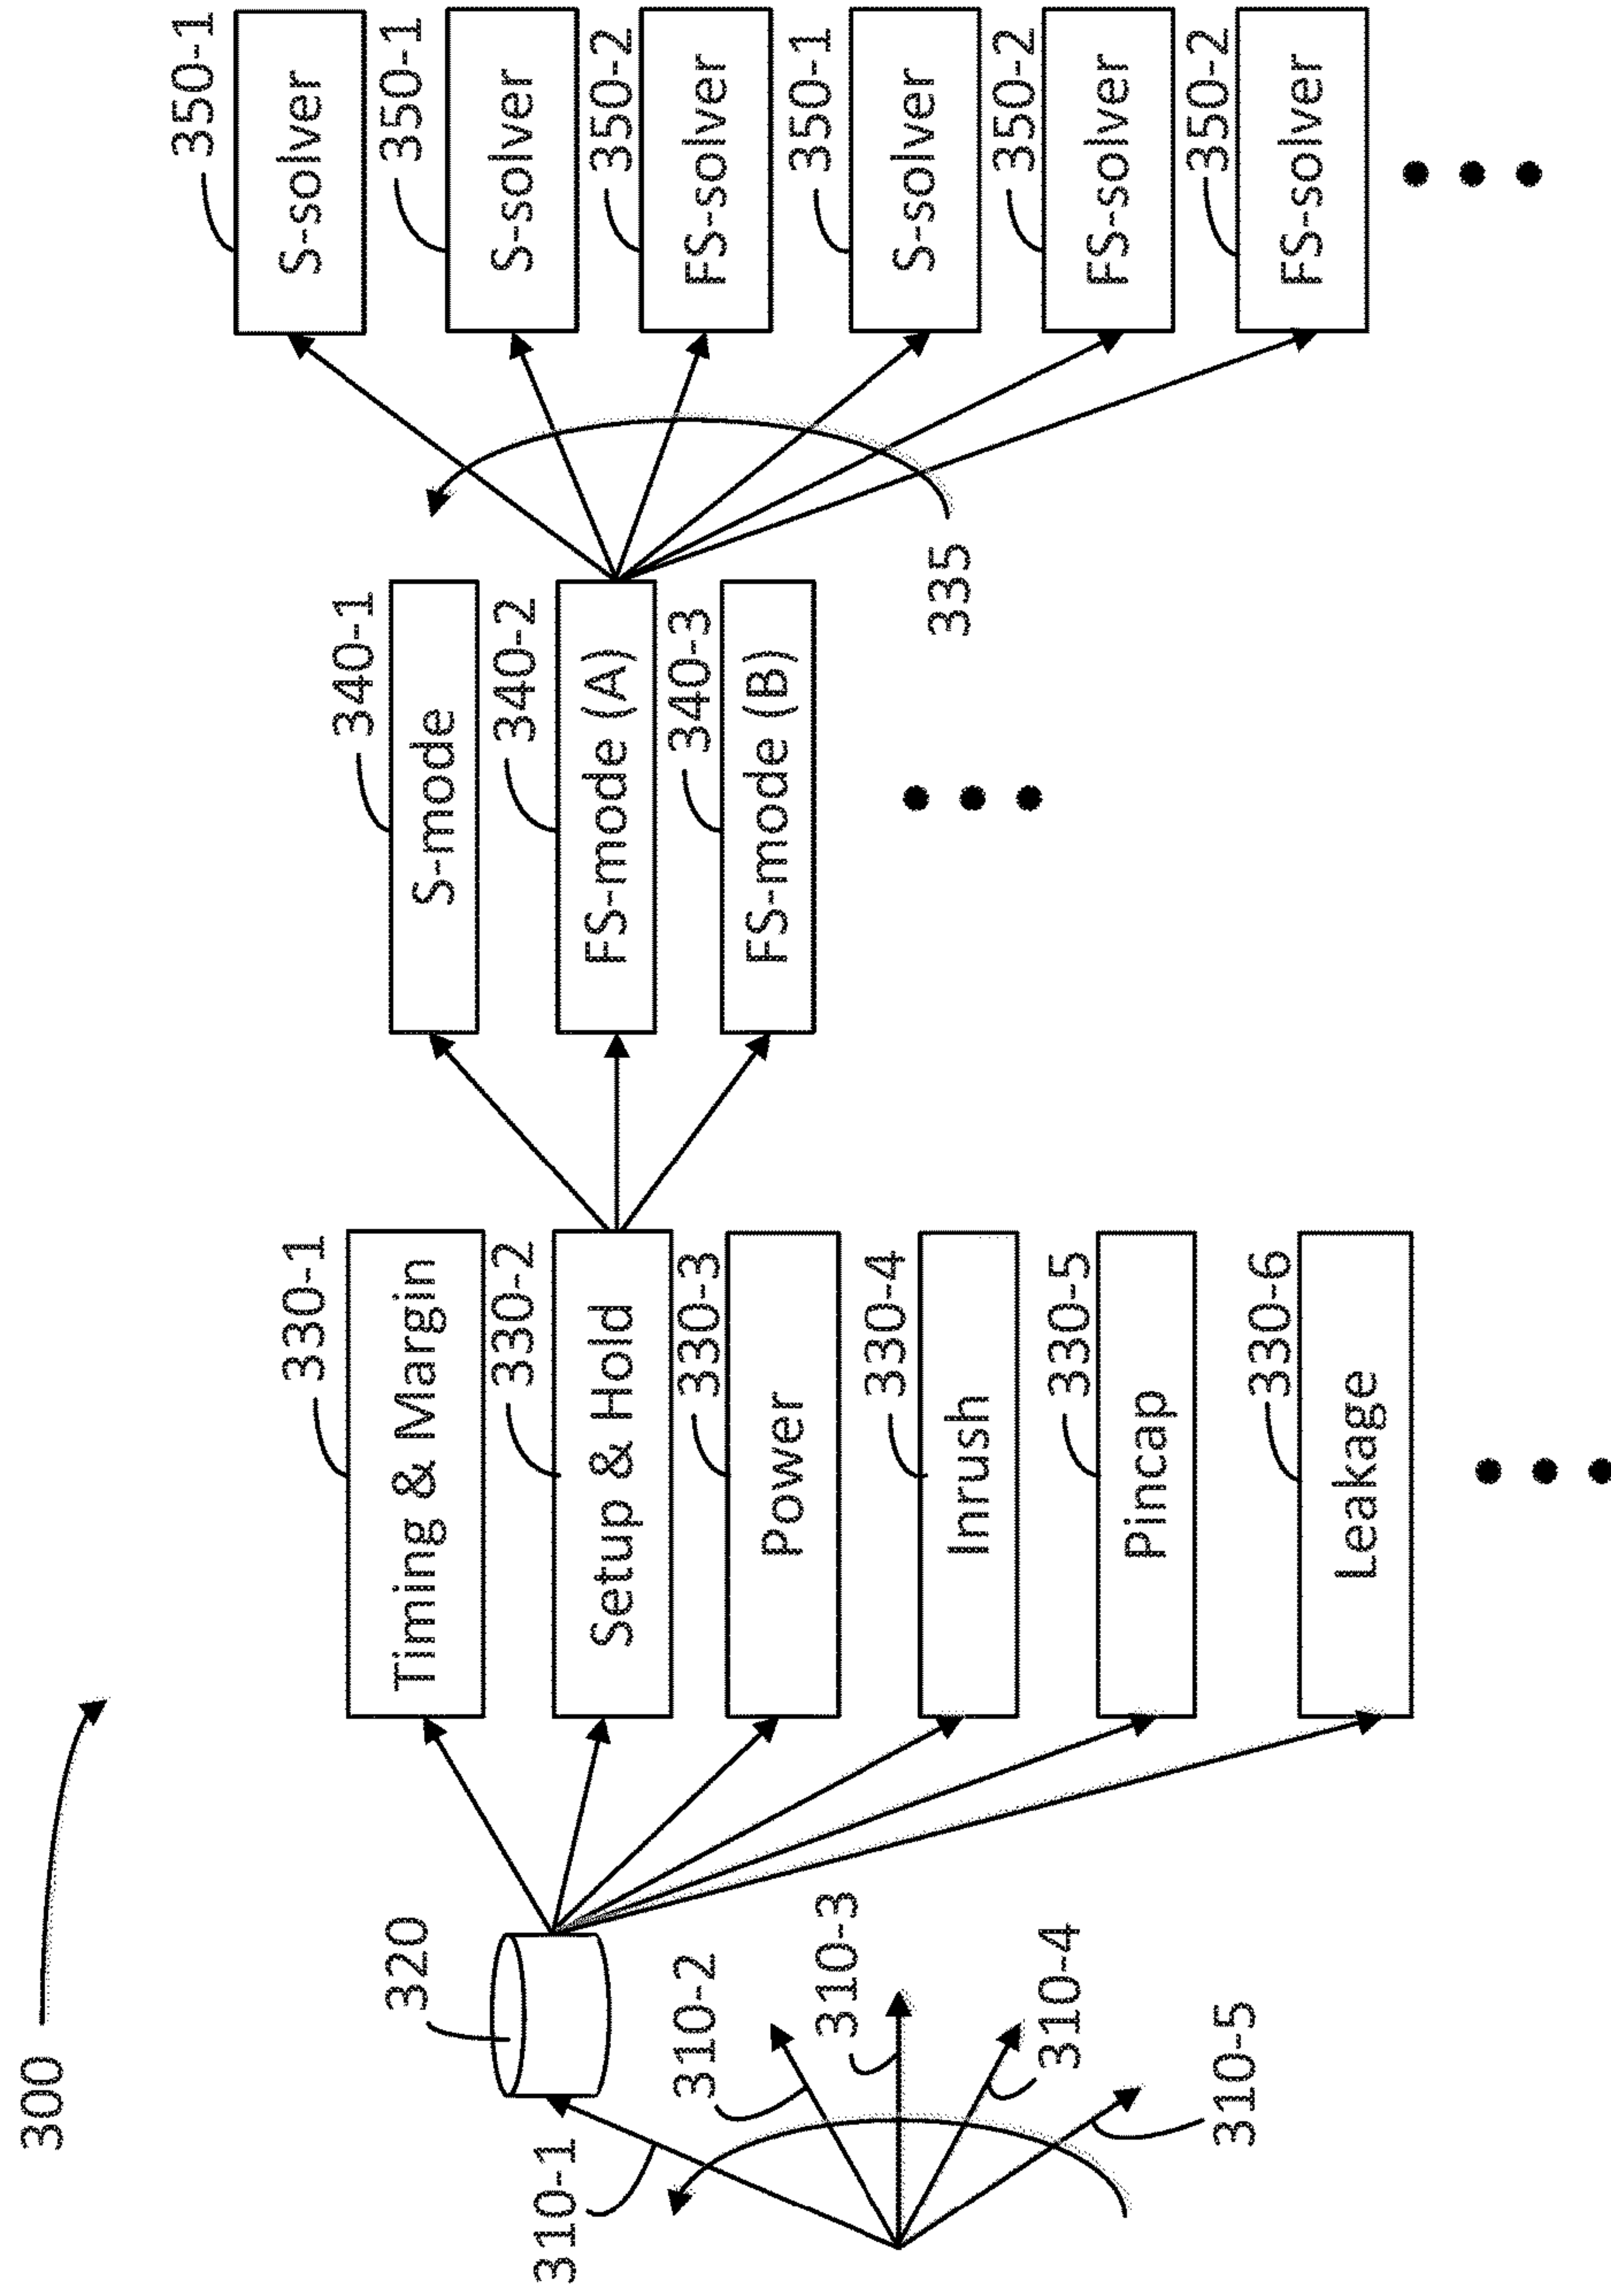 300
310-1
310-2
310-3
310-4
310-5
320
330-1
Timing & Margin
330-2
Setup & Hold
330-3
Power
330-4
Inrush
330-5
Pincap
330-6
Leakage
340-1
S-mode
340-2
FS-mode (A)
340-3
FS-mode (B)
335
350-1
S-solver
350-1
S-solver
350-2
FS-solver
350-1
S-solver
350-2
FS-solver
350-2
FS-solver